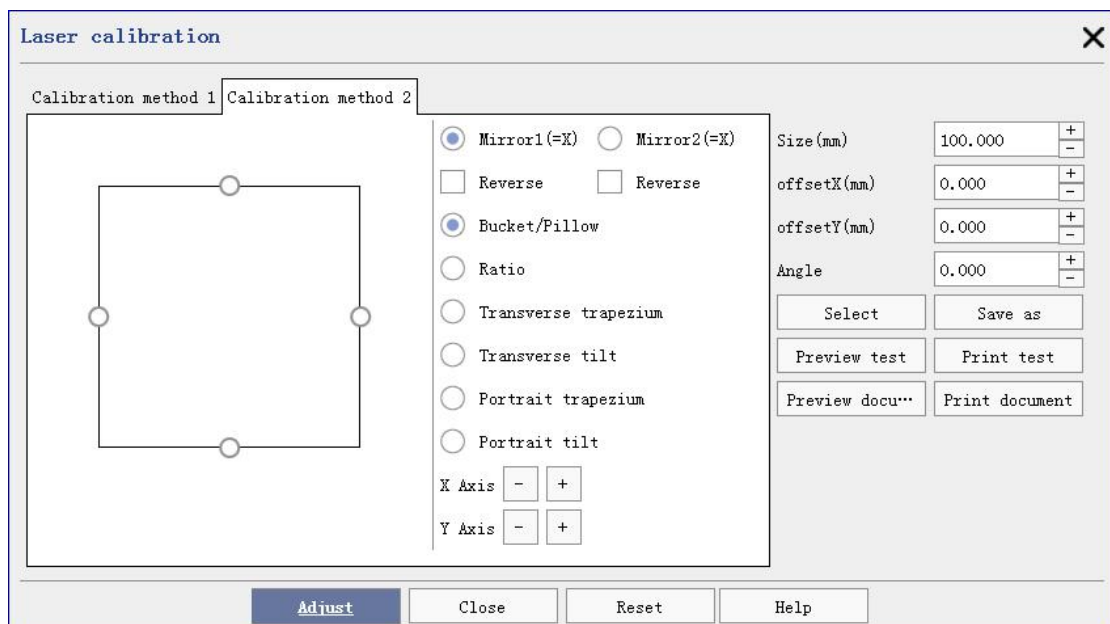 Laser calibration
Calibration method 1 Calibration method 2
Mirror1(=X) Mirror2(=X)
Reverse Reverse
Bucket/Pillow
Ratio
Transverse trapezium
Transverse tilt
Portrait trapezium
Portrait tilt
X Axis - +
Y Axis - +
Size(mm) 100.000 + -
offsetX(mm) 0.000 + -
offsetY(mm) 0.000 + -
Angle 0.000 + -
Select Save as
Preview test Print test
Preview docu··· Print document
Adjust Close Reset Help